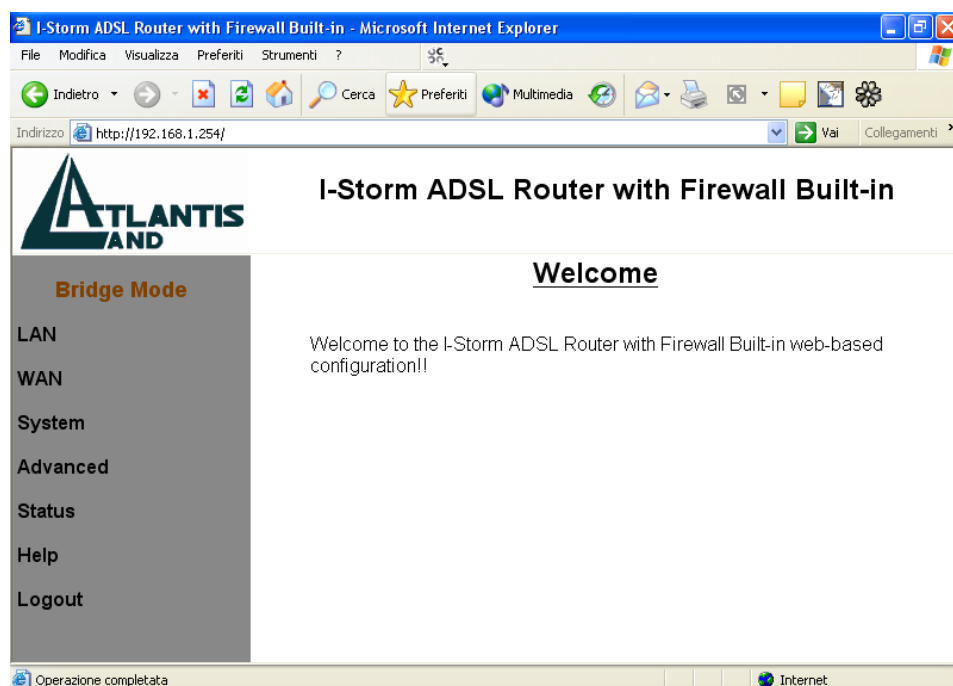 I-Storm ADSL Router with Firewall Built-in - Microsoft Internet Explorer
File Modifica Visualizza Preferiti Strumenti ?
Indietro Cerca Preferiti Multimedia
Indirizzo http://192.168.1.254/ Vai Collegamenti
ATLANTIS
LAND
I-Storm ADSL Router with Firewall Built-in
Bridge Mode
LAN
WAN
System
Advanced
Status
Help
Logout
Welcome
Welcome to the I-Storm ADSL Router with Firewall Built-in web-based
configuration!!
Operazione completata Internet